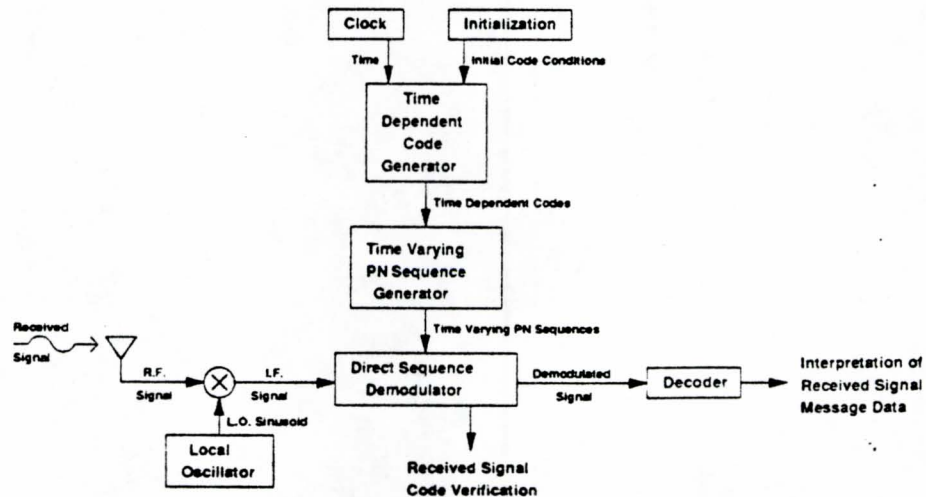 Clock
Initialization
Time
Initial Code Conditions
Time
Dependent
Code
Generator
Time Dependent Codes
Time Varying
PN Sequence
Generator
Time Varying PN Sequences
Received
Signal
R.F.
Signal
I.F.
Signal
Direct Sequence
Demodulator
Demodulated
Signal
Decoder
Interpretation of
Received Signal
Message Data
L.O. Sinusoid
Local
Oscillator
Received Signal
Code Verification